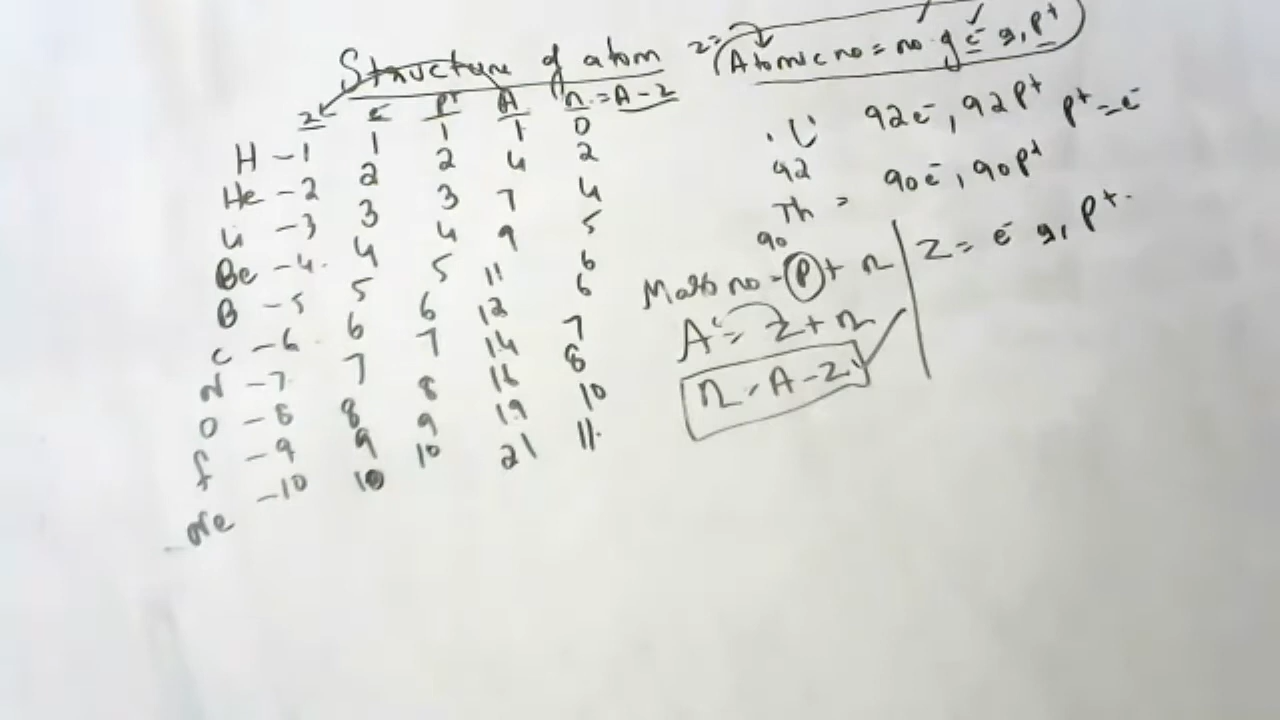 Structure of atom
Z e⁻ P⁺ A n = A - Z
H - 1 1 1 1 0
He - 2 2 2 4 2
Li - 3 3 3 7 4
Be - 4 4 4 9 5
B - 5 5 5 11 6
C - 6 6 6 12 6
N - 7 7 7 14 7
O - 8 8 8 16 8
f - 9 9 9 19 10
Ne - 10 10 10 21 11
Z = Atomic no = no. of e⁻ or P⁺
U 92e⁻, 92P⁺ P⁺ = e⁻
92
Th = 90e⁻, 90P⁺
90
Mass no = P + n
A = Z + n
n = A - Z
Z = e⁻ or P⁺.